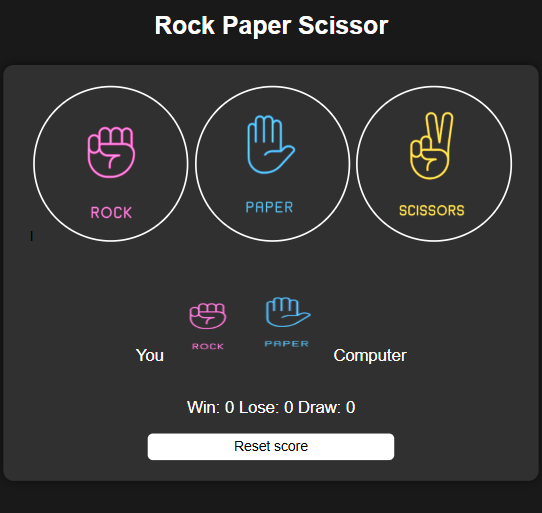 Rock Paper Scissor
ROCK PAPER SCISSORS
ROCK PAPER
You Computer
Win: 0 Lose: 0 Draw: 0
Reset score